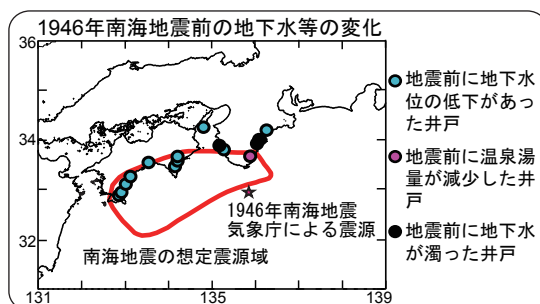 1946年南海地震前の地下水等の変化
36
34
32
131
135
139
地震前に地下水
位の低下があっ
た井戸
地震前に温泉湯
量が減少した井
戸
地震前に地下水
が濁った井戸
1946年南海地震
気象庁による震源
南海地震の想定震源域